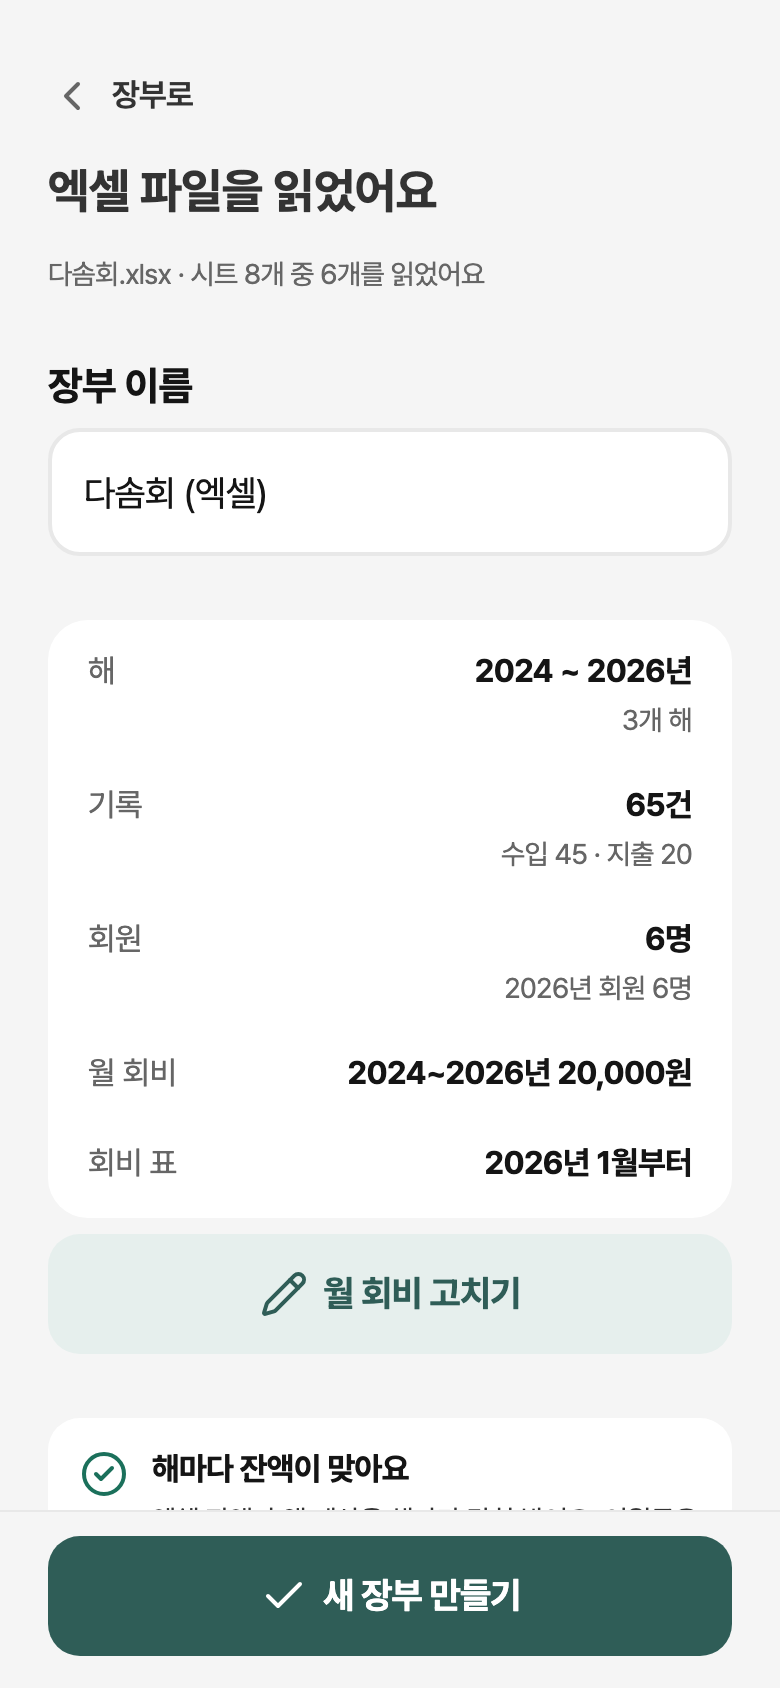 장부로
엑셀 파일을 읽었어요
다솜회.xlsx · 시트 8개 중 6개를 읽었어요
장부 이름
다솜회 (엑셀)
해
2024 ~ 2026년
3개 해
기록
65건
수입 45 · 지출 20
회원
6명
2026년 회원 6명
월 회비
2024~2026년 20,000원
회비 표
2026년 1월부터
월 회비 고치기
해마다 잔액이 맞아요
새 장부 만들기